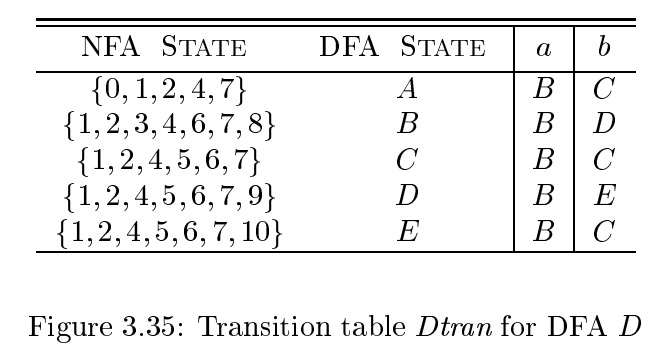 NFA STATE DFA STATE a b
{0, 1, 2, 4, 7} A B C
{1, 2, 3, 4, 6, 7, 8} B B D
{1, 2, 4, 5, 6, 7} C B C
{1, 2, 4, 5, 6, 7, 9} D B E
{1, 2, 4, 5, 6, 7, 10} E B C
Figure 3.35: Transition table Dtran for DFA D